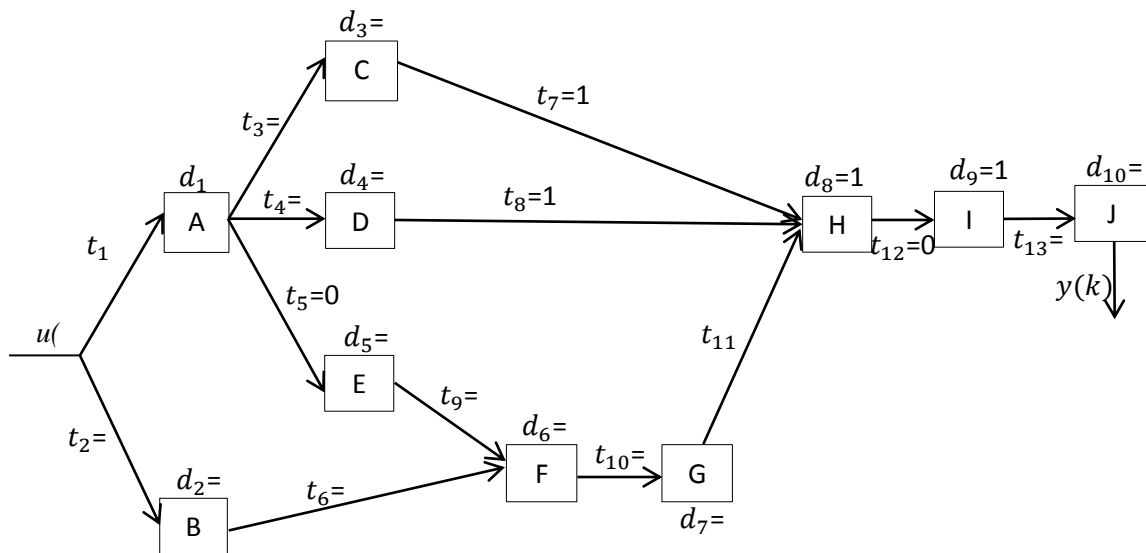 d₃=
C
t₇=1
t₃=
d₁
A
t₄=
d₄=
D
t₈=1
d₈=1
H
d₉=1
I
d₁₀=
J
t₁₂=0
t₁₃=
y(k)
t₁
t₅=0
u(
d₅=
E
t₁₁
t₉=
t₂=
d₆=
F
t₁₀=
G
d₂=
B
t₆=
d₇=